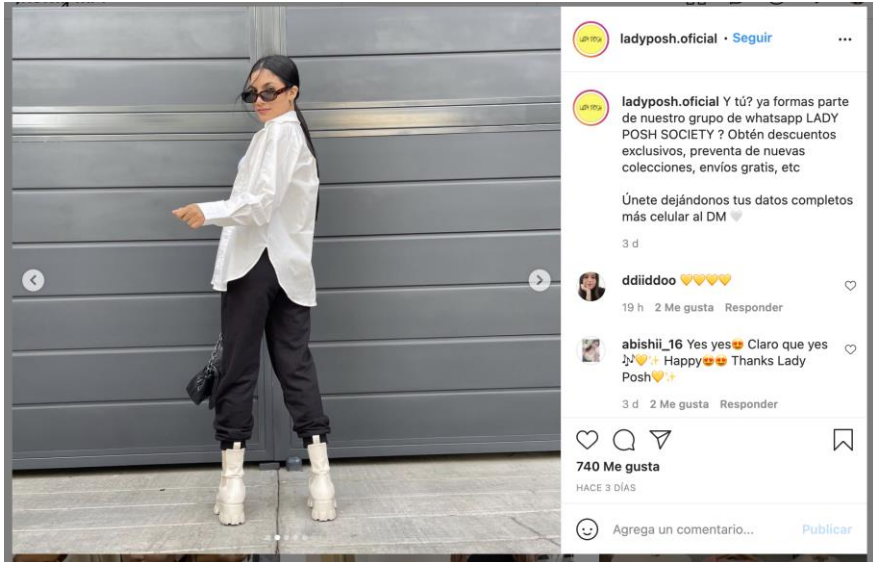 ladyposh.oficial • Seguir
ladyposh.oficial Y tú? ya formas parte
de nuestro grupo de whatsapp LADY
POSH SOCIETY ? Obtén descuentos
exclusivos, preventa de nuevas
colecciones, envíos gratis, etc
Únete dejándonos tus datos completos
más celular al DM 🤍
3 d
ddiiddoo 💛💛💛💛
19 h 2 Me gusta Responder
abishii_16 Yes yes😍 Claro que yes
🎶💛✨ Happy😍😍 Thanks Lady
Posh💛✨
3 d 2 Me gusta Responder
740 Me gusta
HACE 3 DÍAS
Agrega un comentario... Publicar